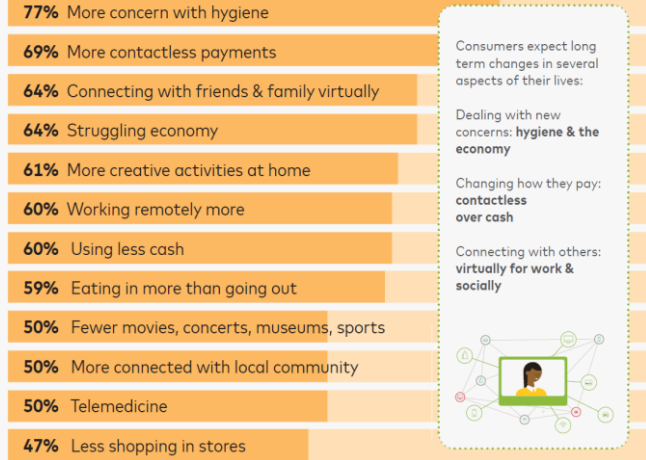 77% More concern with hygiene
69% More contactless payments
64% Connecting with friends & family virtually
64% Struggling economy
61% More creative activities at home
60% Working remotely more
60% Using less cash
59% Eating in more than going out
50% Fewer movies, concerts, museums, sports
50% More connected with local community
50% Telemedicine
47% Less shopping in stores
Consumers expect long
term changes in several
aspects of their lives:
Dealing with new
concerns: hygiene & the
economy
Changing how they pay:
contactless
over cash
Connecting with others:
virtually for work &
socially